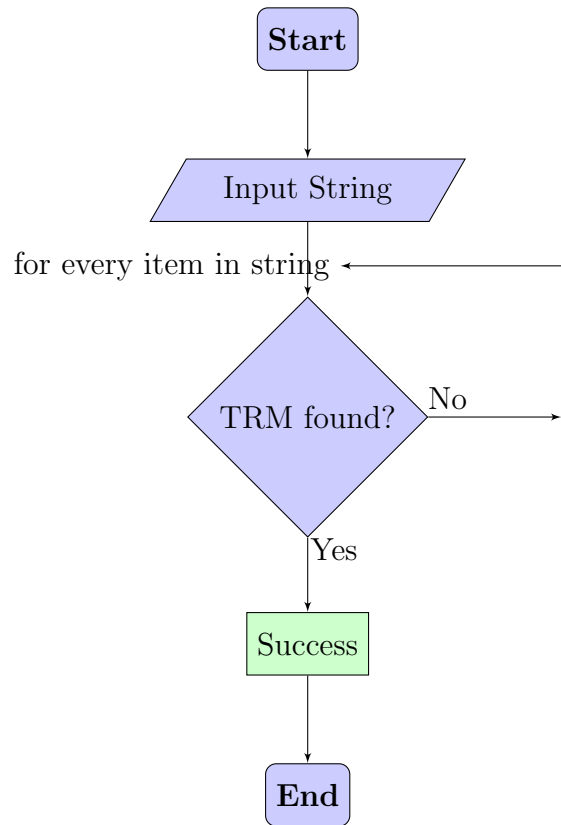 Start
Input String
for every item in string
TRM found?
No
Yes
Success
End